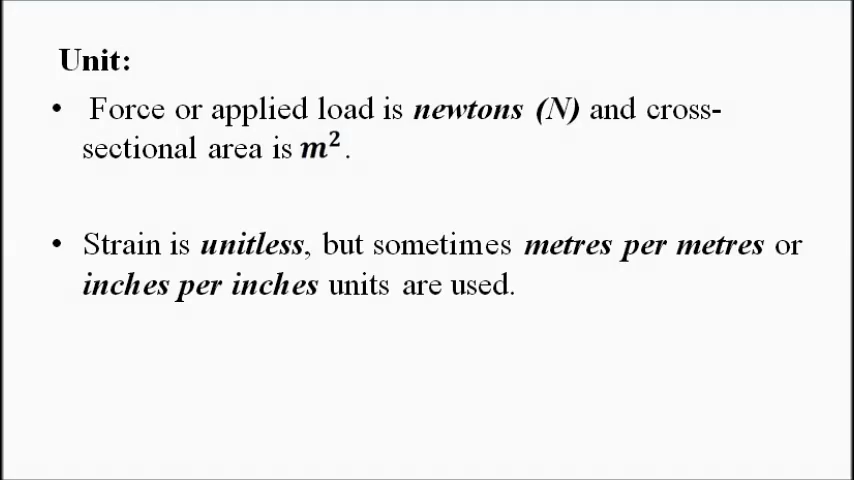 Unit:
• Force or applied load is newtons (N) and cross-
sectional area is m².
• Strain is unitless, but sometimes metres per metres or
inches per inches units are used.